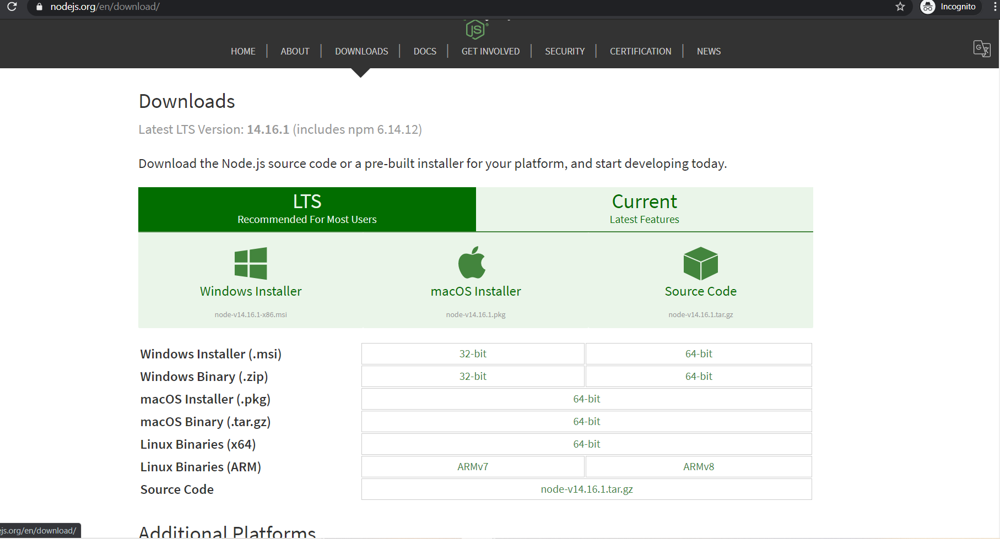 nodejs.org/en/download/
Incognito
JS
HOME ABOUT DOWNLOADS DOCS GET INVOLVED SECURITY CERTIFICATION NEWS
Downloads
Latest LTS Version: 14.16.1 (includes npm 6.14.12)
Download the Node.js source code or a pre-built installer for your platform, and start developing today.
LTS
Recommended For Most Users
Current
Latest Features
Windows Installer
node-v14.16.1-x86.msi
macOS Installer
node-v14.16.1.pkg
Source Code
node-v14.16.1.tar.gz
Windows Installer (.msi) 32-bit 64-bit
Windows Binary (.zip) 32-bit 64-bit
macOS Installer (.pkg) 64-bit
macOS Binary (.tar.gz) 64-bit
Linux Binaries (x64) 64-bit
Linux Binaries (ARM) ARMv7 ARMv8
Source Code node-v14.16.1.tar.gz
Additional Platforms
ejs.org/en/download/